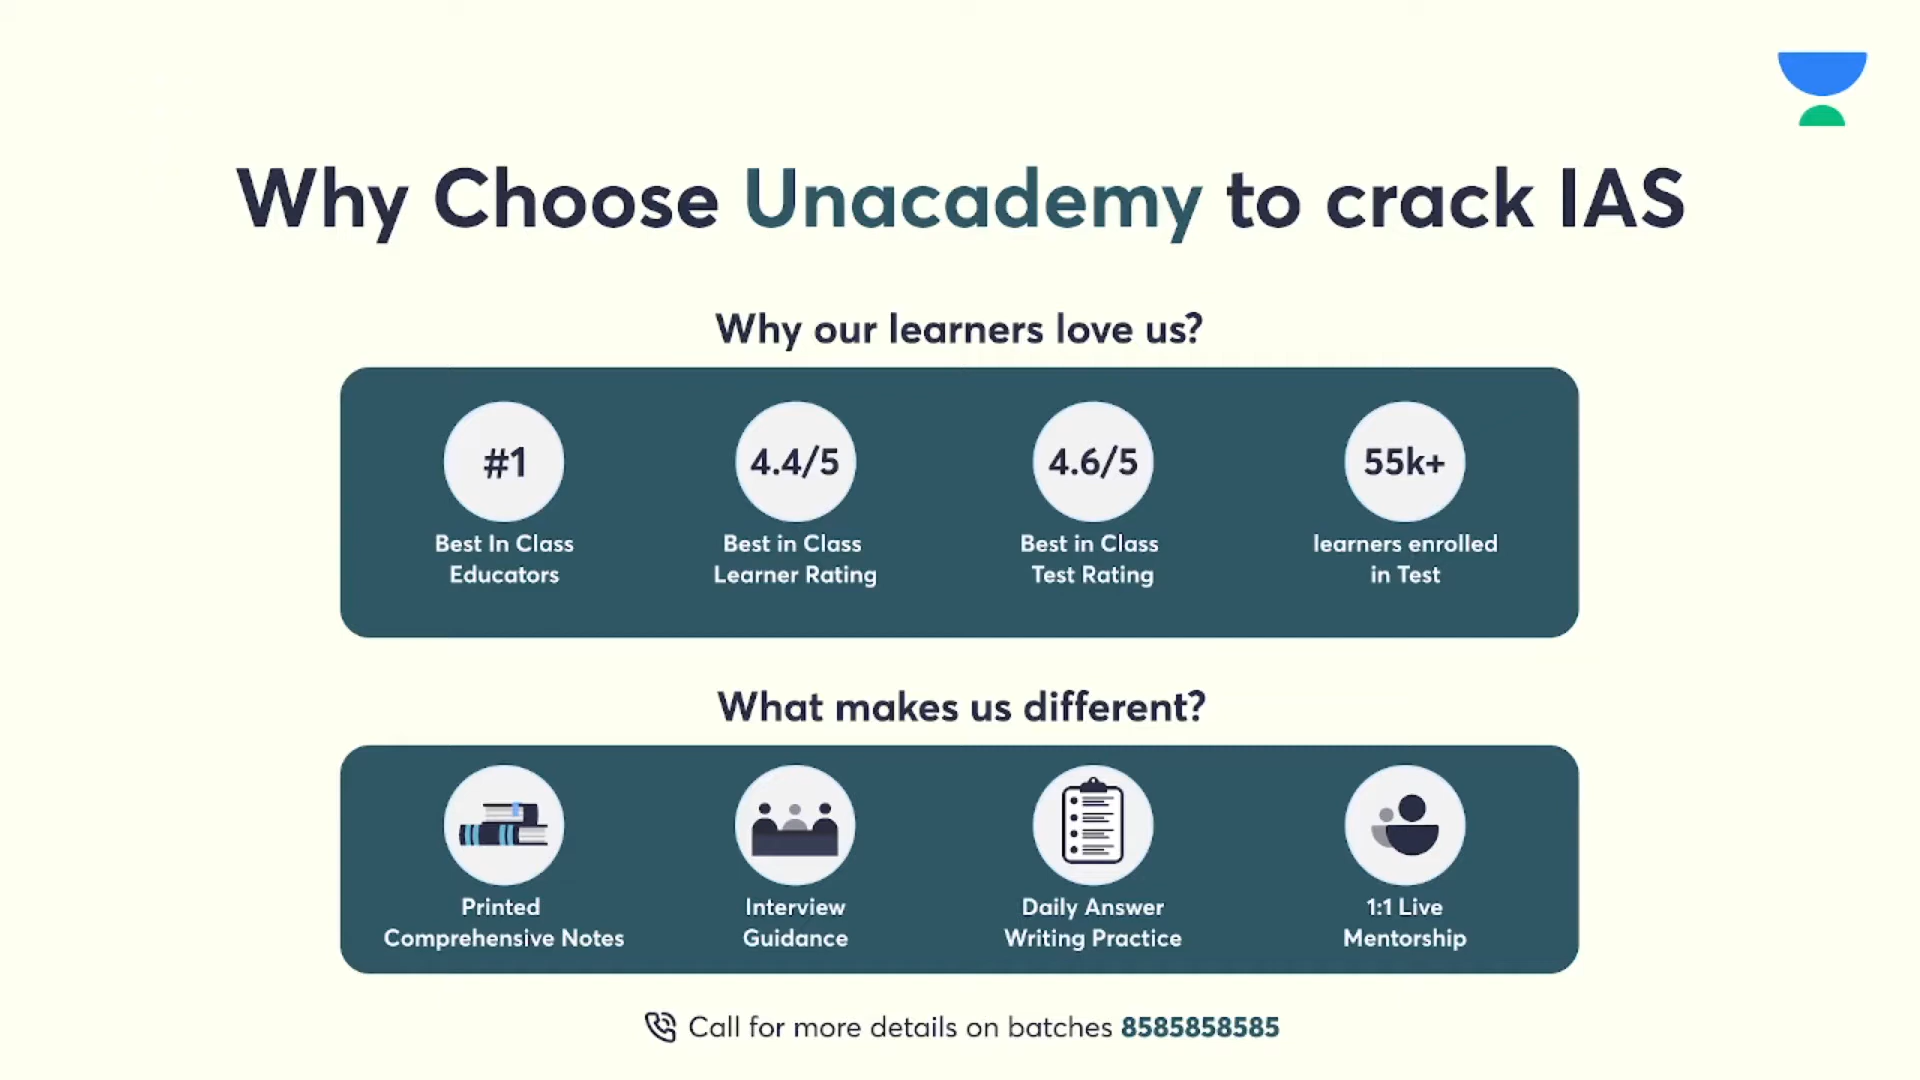 Why Choose Unacademy to crack IAS
Why our learners love us?
#1
Best In Class
Educators
4.4/5
Best in Class
Learner Rating
4.6/5
Best in Class
Test Rating
55k+
learners enrolled
in Test
What makes us different?
Printed
Comprehensive Notes
Interview
Guidance
Daily Answer
Writing Practice
1:1 Live
Mentorship
Call for more details on batches 8585858585